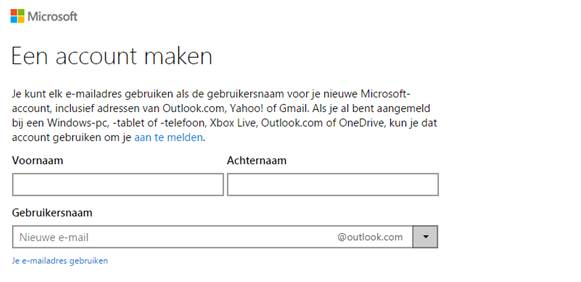 Microsoft
Een account maken
Je kunt elk e-mailadres gebruiken als de gebruikersnaam voor je nieuwe Microsoft-
account, inclusief adressen van Outlook.com, Yahoo! of Gmail. Als je al bent aangemeld
bij een Windows-pc, -tablet of -telefoon, Xbox Live, Outlook.com of OneDrive, kun je dat
account gebruiken om je aan te melden.
Voornaam Achternaam
Gebruikersnaam
Nieuwe e-mail @outlook.com
Je e-mailadres gebruiken